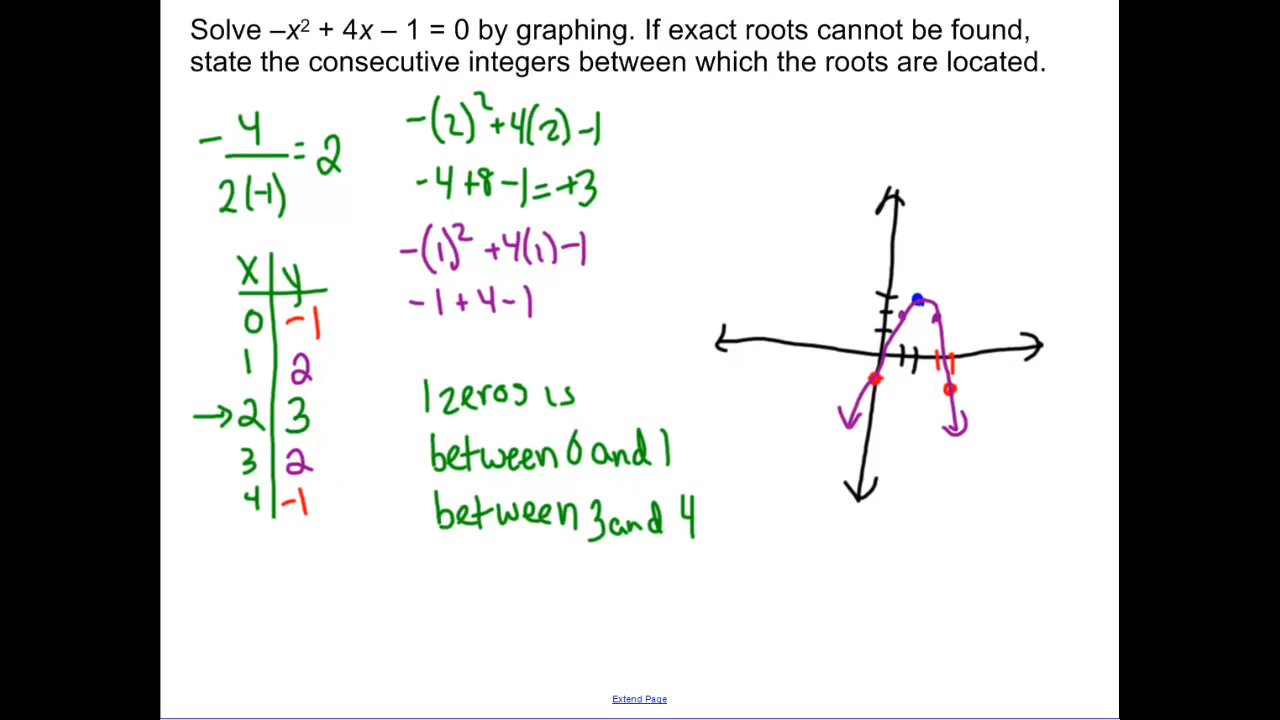 Solve –x² + 4x – 1 = 0 by graphing. If exact roots cannot be found,
state the consecutive integers between which the roots are located.
- 4/2(-1) = 2
-(2)² + 4(2) - 1
-4 + 8 - 1 = +3
-(1)² + 4(1) - 1
-1 + 4 - 1
x | y
0 | -1
1 | 2
→ 2 | 3
3 | 2
4 | -1
1 zeros is
between 0 and 1
between 3 and 4
Extend Page